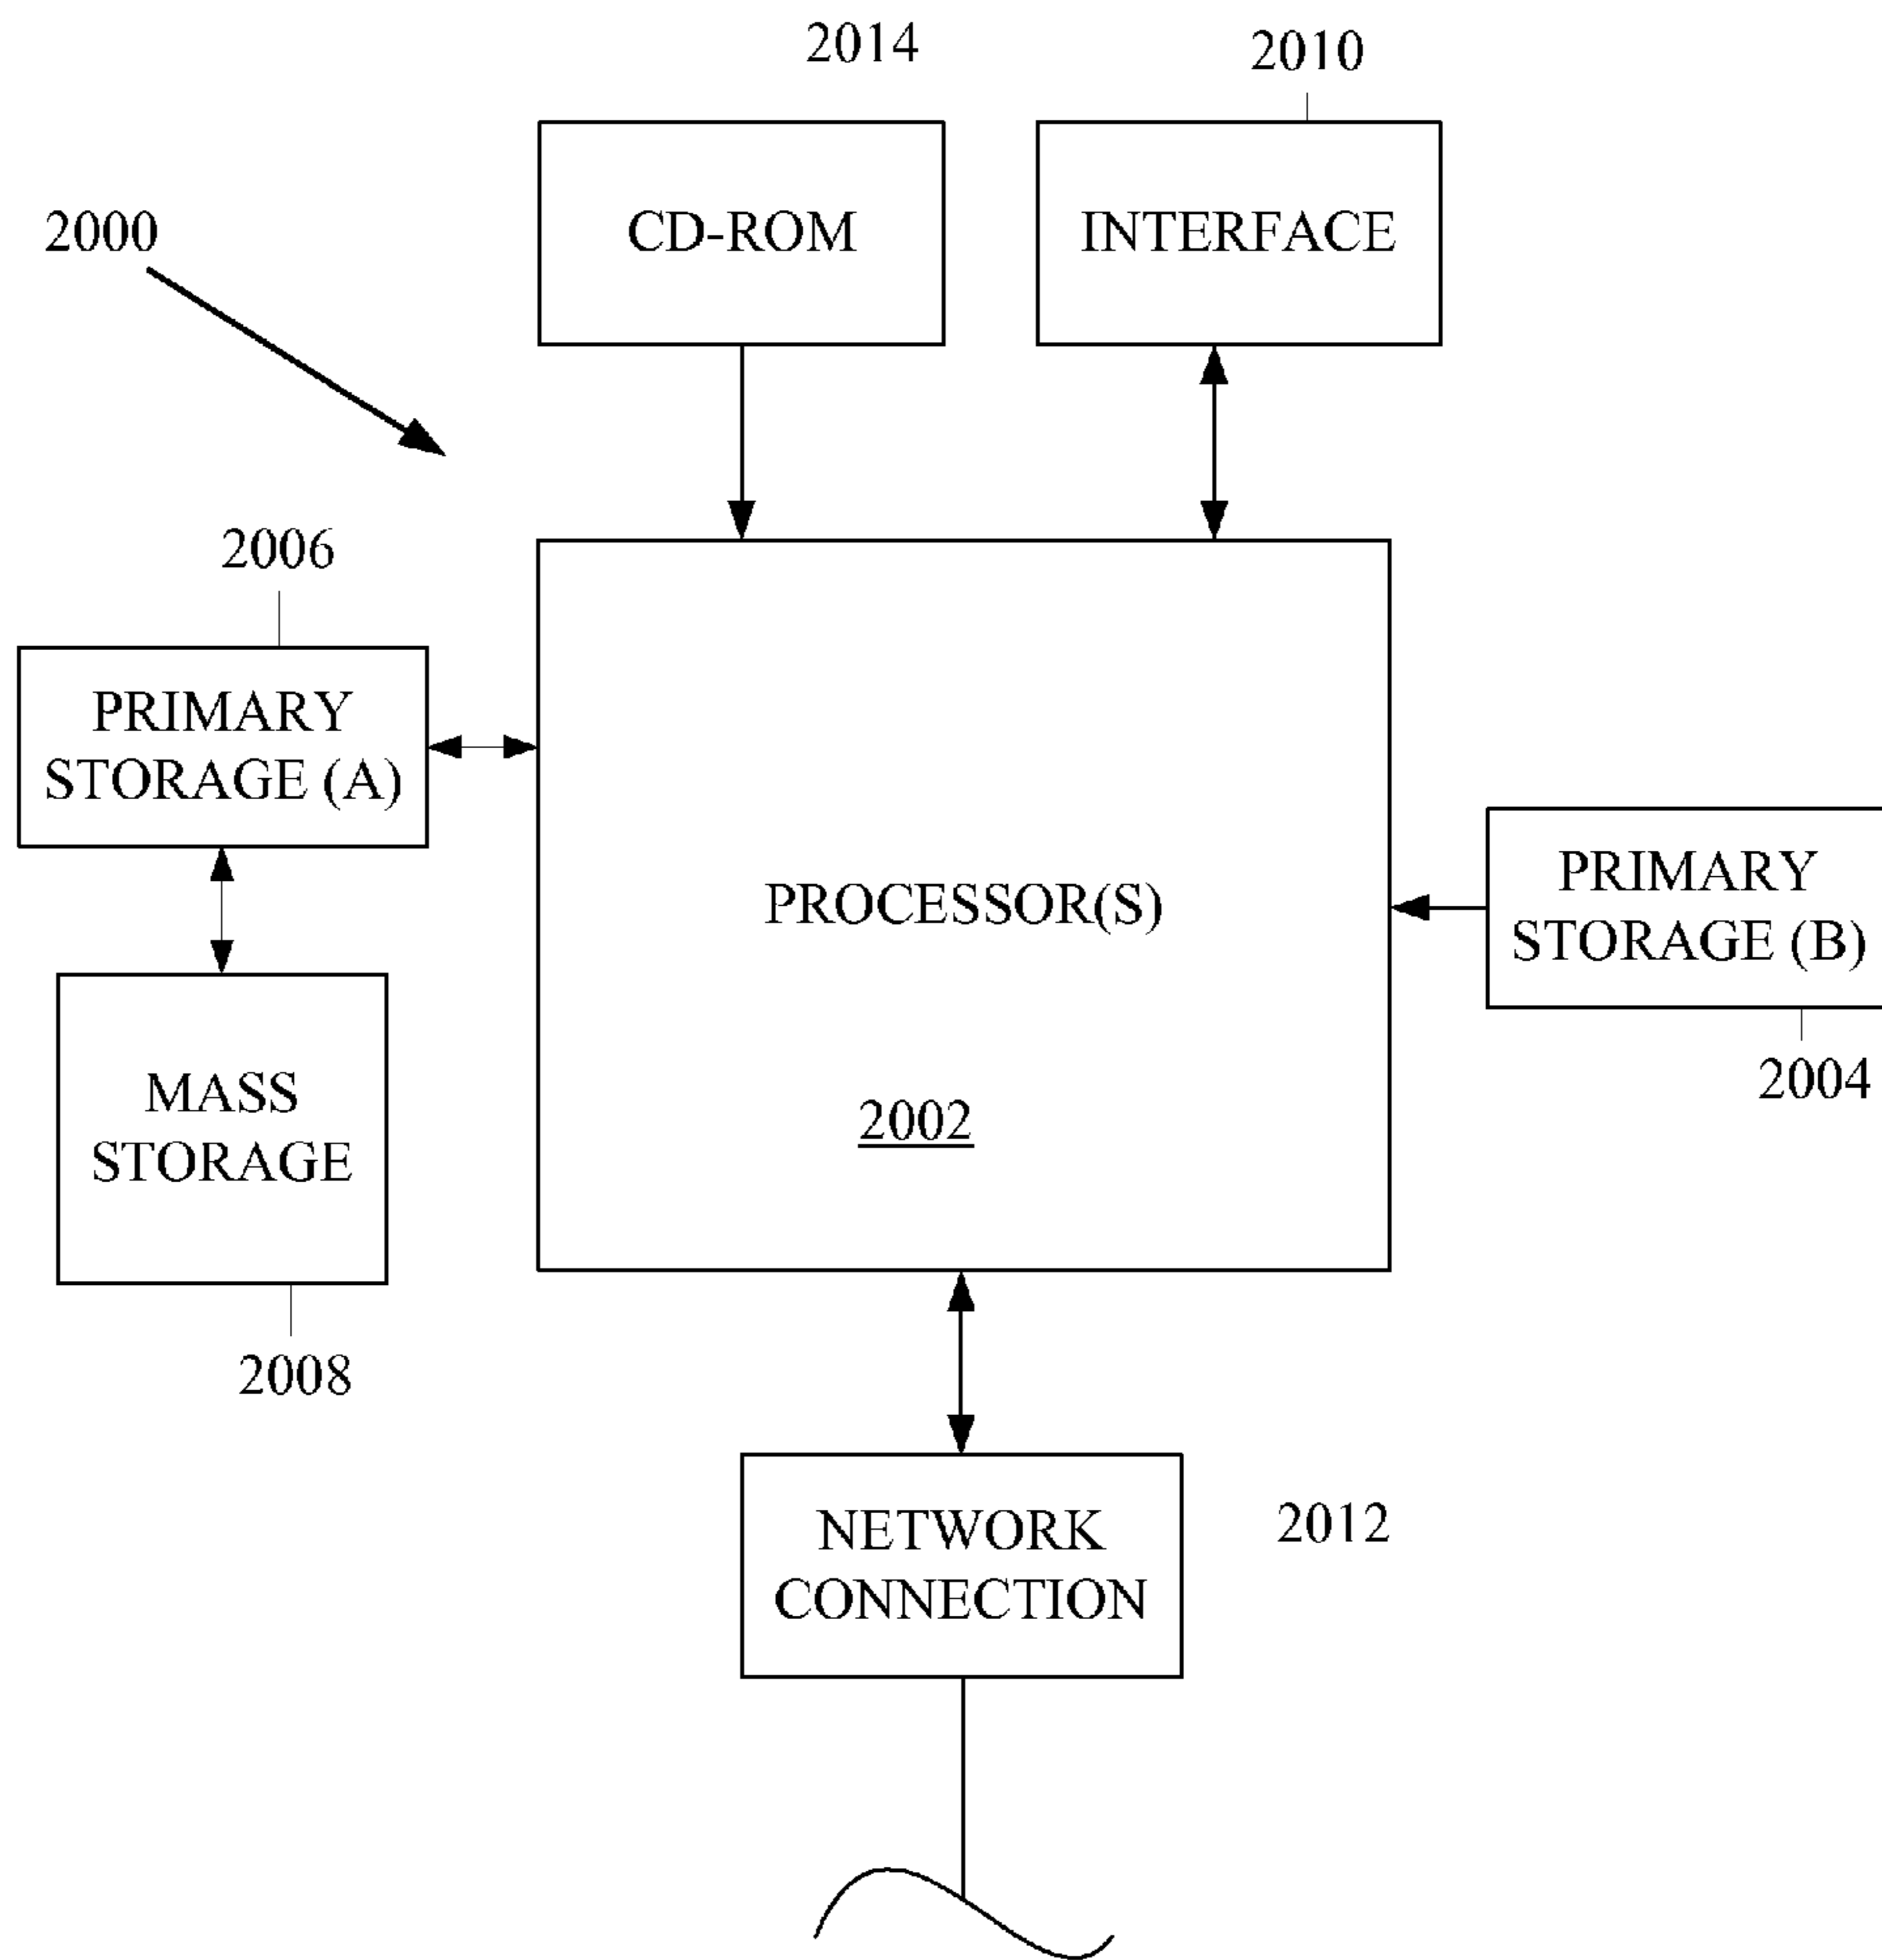 2014
2010
CD-ROM
INTERFACE
2000
2006
PRIMARY
STORAGE (A)
PROCESSOR(S)
2002
PRIMARY
STORAGE (B)
2004
MASS
STORAGE
2008
NETWORK
CONNECTION
2012